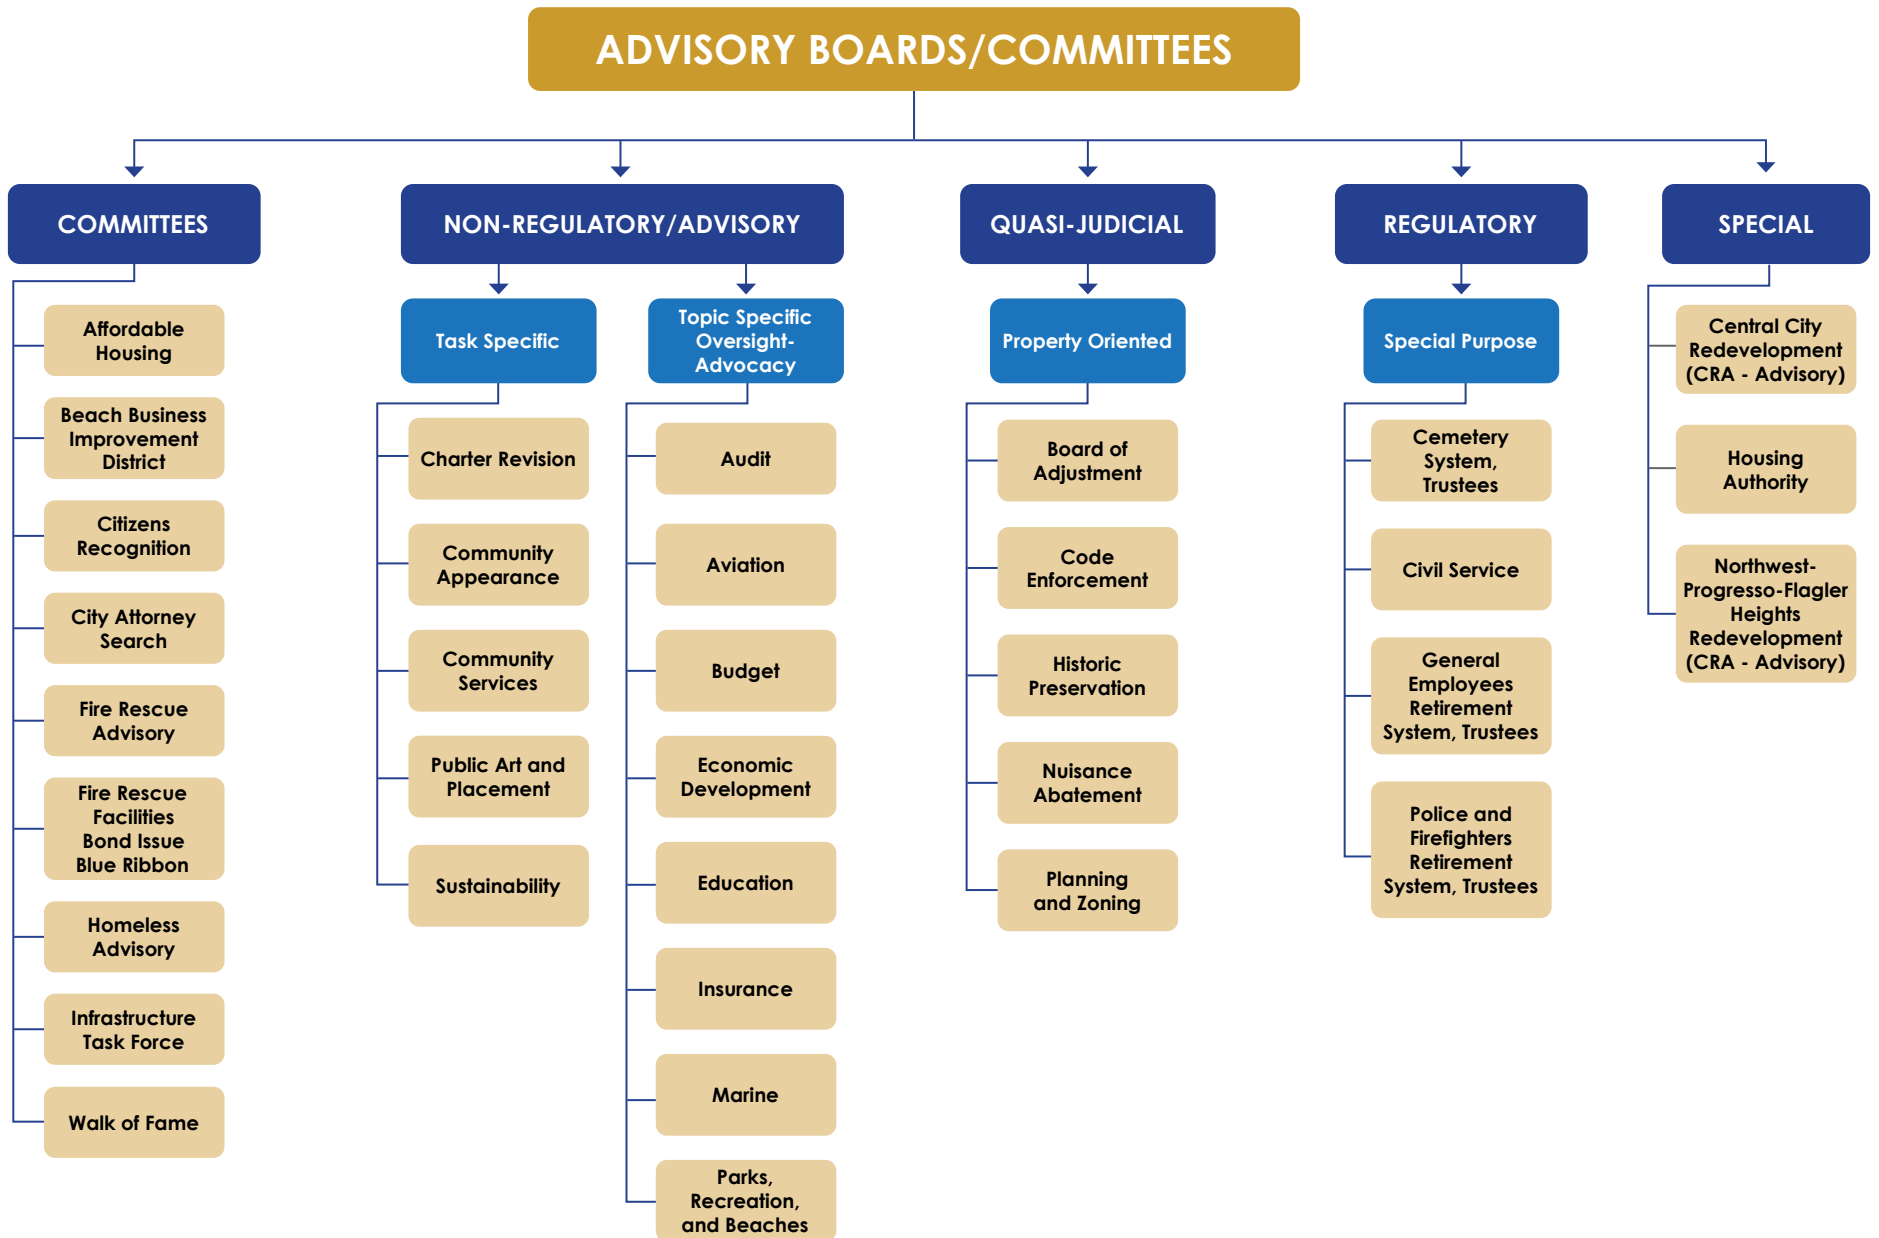 ADVISORY BOARDS/COMMITTEES
COMMITTEES
Affordable
Housing
Beach Business
Improvement
District
Citizens
Recognition
City Attorney
Search
Fire Rescue
Advisory
Fire Rescue
Facilities
Bond Issue
Blue Ribbon
Homeless
Advisory
Infrastructure
Task Force
Walk of Fame
NON-REGULATORY/ADVISORY
Task Specific
Charter Revision
Community
Appearance
Community
Services
Public Art and
Placement
Sustainability
Topic Specific
Oversight-
Advocacy
Audit
Aviation
Budget
Economic
Development
Education
Insurance
Marine
Parks,
Recreation,
and Beaches
QUASI-JUDICIAL
Property Oriented
Board of
Adjustment
Code
Enforcement
Historic
Preservation
Nuisance
Abatement
Planning
and Zoning
REGULATORY
Special Purpose
Cemetery
System,
Trustees
Civil Service
General
Employees
Retirement
System, Trustees
Police and
Firefighters
Retirement
System, Trustees
SPECIAL
Central City
Redevelopment
(CRA - Advisory)
Housing
Authority
Northwest-
Progresso-Flagler
Heights
Redevelopment
(CRA - Advisory)